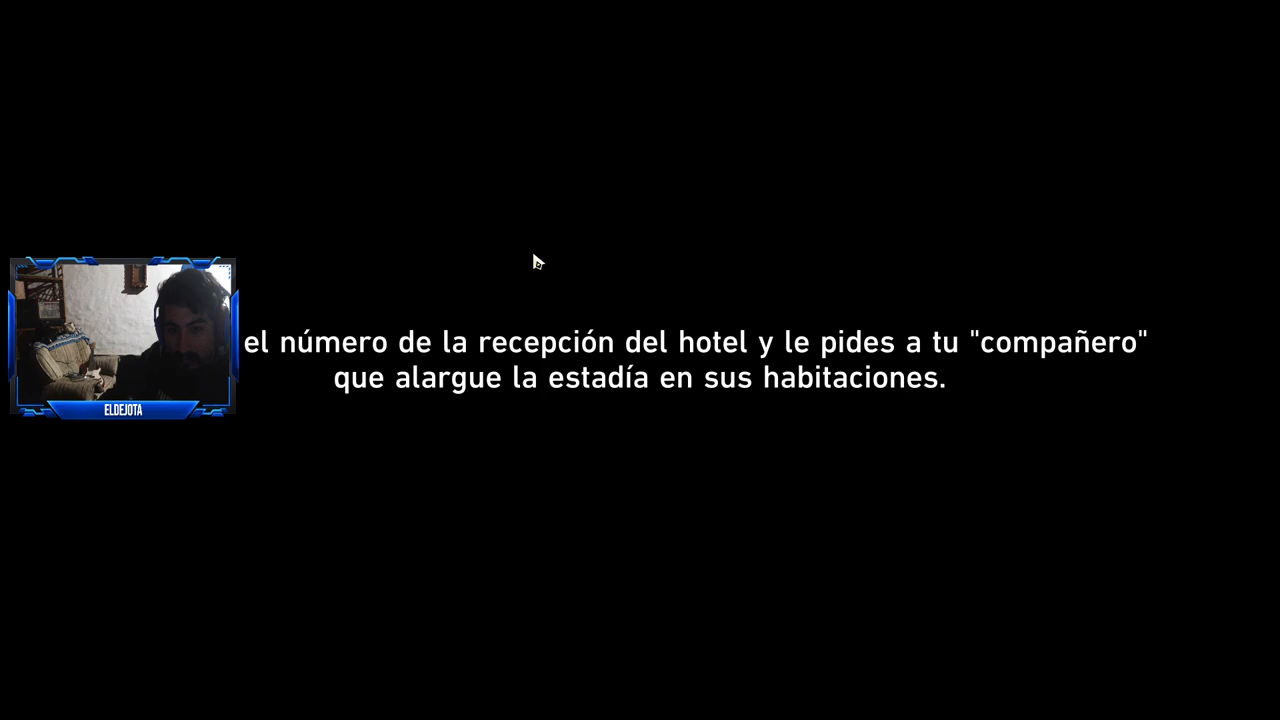 el número de la recepción del hotel y le pides a tu "compañero"
que alargue la estadía en sus habitaciones.
ELDEJOTA